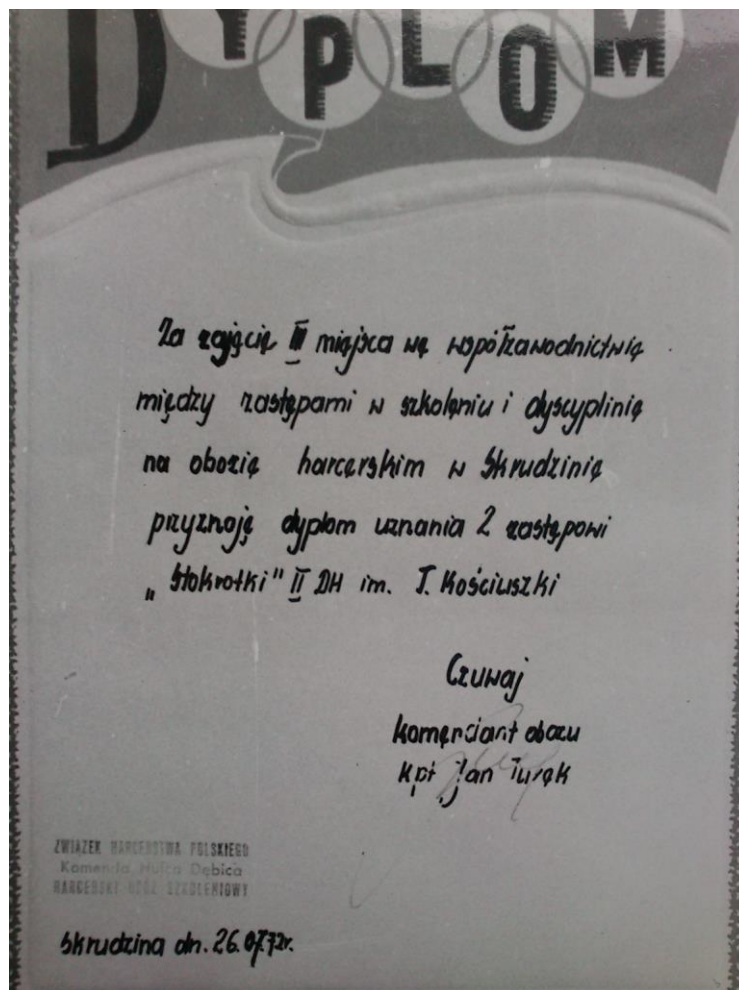 DYPLOM
Za zajęcie III miejsca we współzawodnictwie
między zastępami w szkoleniu i dyscyplinie
na obozie harcerskim w Skrudzinie
przyznaję dyplom uznania 2 zastępowi
„Stokrotki" II DH im. T. Kościuszki
Czuwaj
komendant obozu
kpt Jan Turek
ZWIĄZEK HARCERSTWA POLSKIEGO
Komenda Hufca Dębica
HARCERSKI OBÓZ SZKOLENIOWY
Skrudzina dn. 26.07.72r.